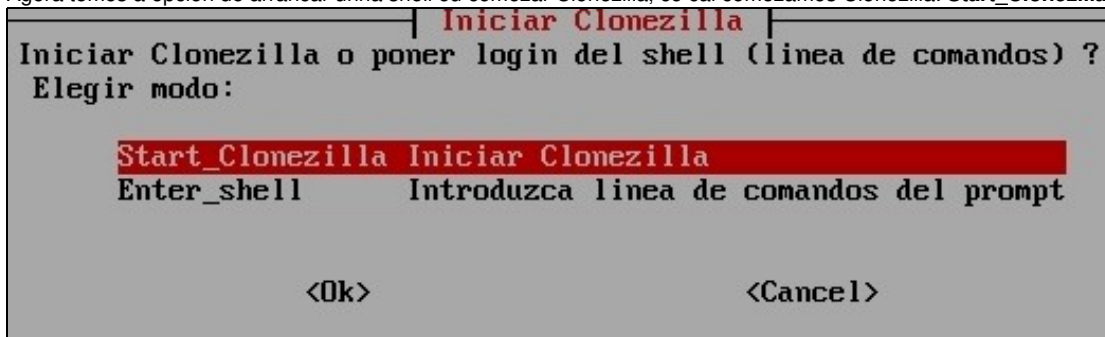 Iniciar Clonezilla
Iniciar Clonezilla o poner login del shell (linea de comandos) ?
Elegir modo:
Start_Clonezilla Iniciar Clonezilla
Enter_shell Introduzca linea de comandos del prompt
<Ok> <Cancel>